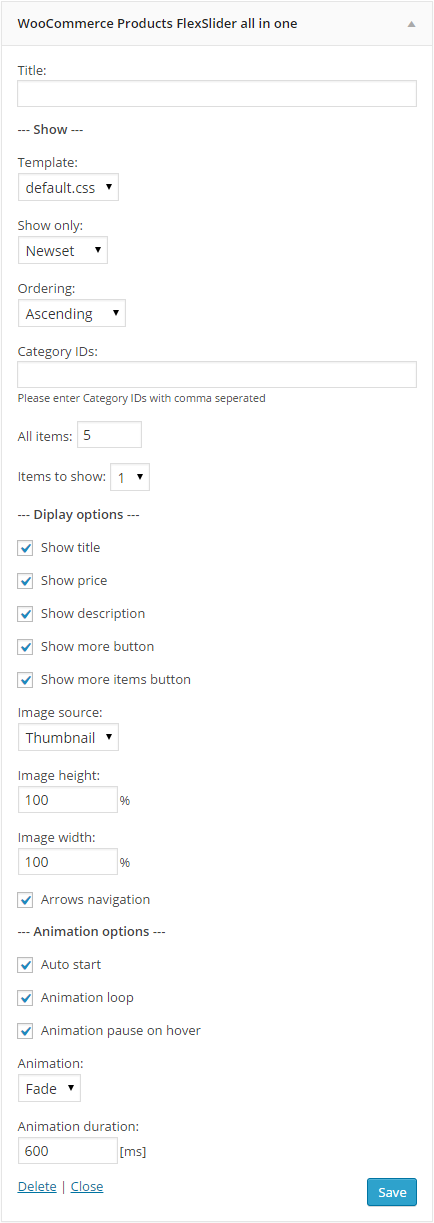 WooCommerce Products FlexSlider all in one
Title:
--- Show ---
Template:
default.css
Show only:
Newset
Ordering:
Ascending
Category IDs:
Please enter Category IDs with comma seperated
All items: 5
Items to show: 1
--- Diplay options ---
Show title
Show price
Show description
Show more button
Show more items button
Image source:
Thumbnail
Image height:
100 %
Image width:
100 %
Arrows navigation
--- Animation options ---
Auto start
Animation loop
Animation pause on hover
Animation:
Fade
Animation duration:
600 [ms]
Delete | Close Save